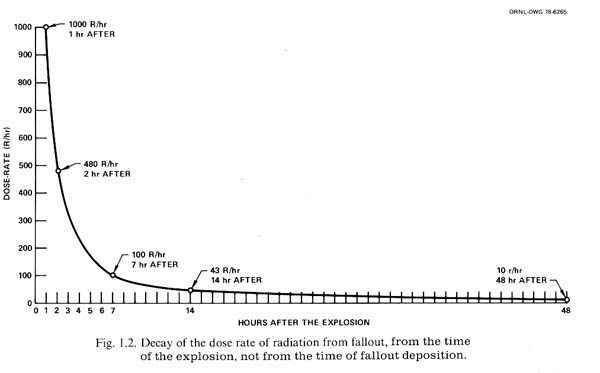 ORNL-DWG 78-6265
1000 R/hr
1 hr AFTER
1000
900
800
700
600
500
400
300
200
100
0
DOSE-RATE (R/hr)
480 R/hr
2 hr AFTER
100 R/hr
7 hr AFTER
43 R/hr
14 hr AFTER
10 r/hr
48 hr AFTER
0 1 2 3 4 5 6 7 14 48
HOURS AFTER THE EXPLOSION
Fig. 1.2. Decay of the dose rate of radiation from fallout, from the time
of the explosion, not from the time of fallout deposition.